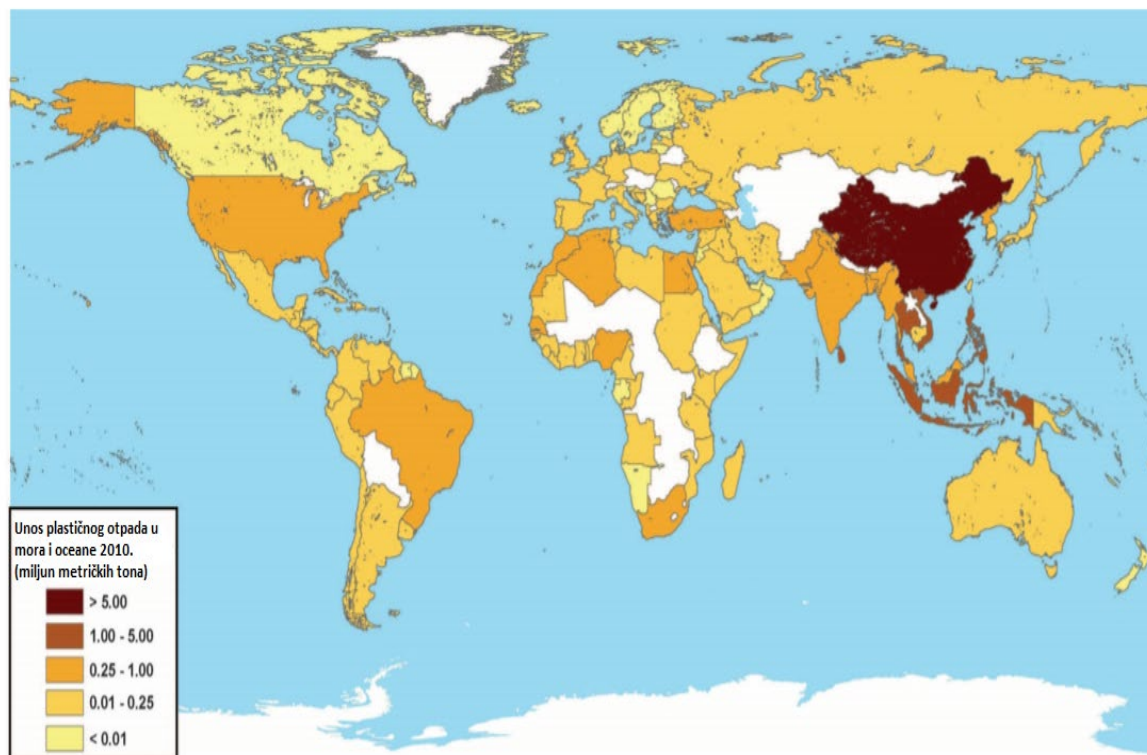 Unos plastičnog otpada u
mora i oceane 2010.
(miljun metričkih tona)
> 5.00
1.00 - 5.00
0.25 - 1.00
0.01 - 0.25
< 0.01